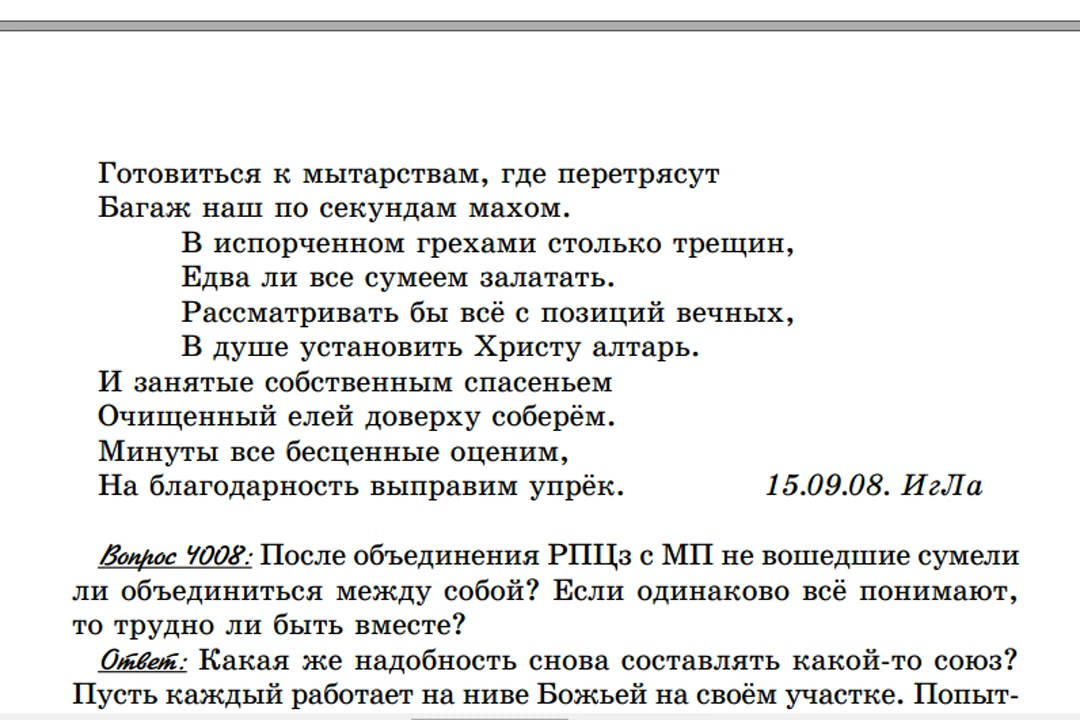 Готовиться к мытарствам, где перетрясут
Багаж наш по секундам махом.
В испорченном грехами столько трещин,
Едва ли все сумеем залатать.
Рассматривать бы всё с позиций вечных,
В душе установить Христу алтарь.
И занятые собственным спасеньем
Очищенный елей доверху соберём.
Минуты все бесценные оценим,
На благодарность выправим упрёк. 15.09.08. ИгЛа
Вопрос 4008: После объединения РПЦз с МП не вошедшие сумели
ли объединиться между собой? Если одинаково всё понимают,
то трудно ли быть вместе?
Ответ: Какая же надобность снова составлять какой-то союз?
Пусть каждый работает на ниве Божьей на своём участке. Попыт-